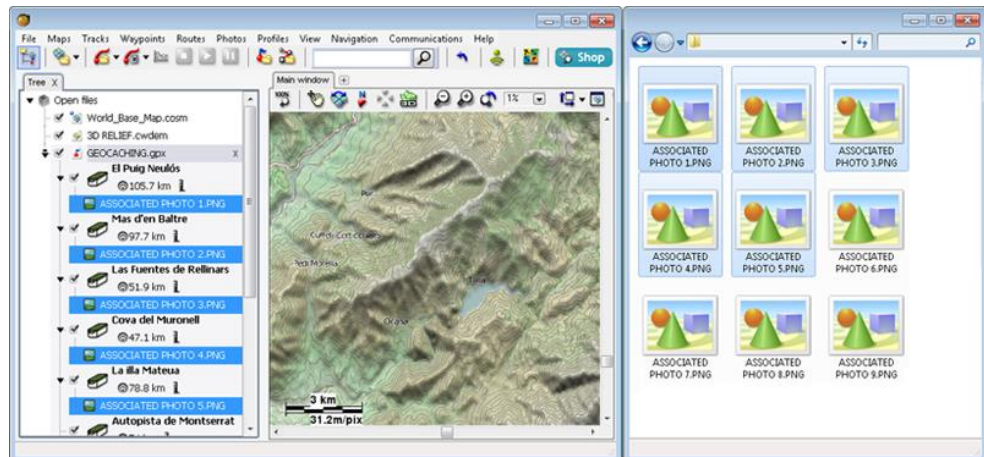 File Maps Tracks Waypoints Routes Photos Profiles View Navigation Communications Help
Shop
Tree X
Main window
100%
1%
Open files
World_Base_Map.cosm
3D RELIEF.cwdem
GEOCACHING.gpx x
El Puig Neulós
105.7 km
ASSOCIATED PHOTO 1.PNG
Mas d'en Baltre
97.7 km
ASSOCIATED PHOTO 2.PNG
Las Fuentes de Rellinars
51.9 km
ASSOCIATED PHOTO 3.PNG
Cova del Muronell
47.1 km
ASSOCIATED PHOTO 4.PNG
La illa Mateua
78.8 km
ASSOCIATED PHOTO 5.PNG
Autopista de Montserrat
Ocaña
3 km
31.2m/pix
ASSOCIATED
PHOTO 1.PNG
ASSOCIATED
PHOTO 2.PNG
ASSOCIATED
PHOTO 3.PNG
ASSOCIATED
PHOTO 4.PNG
ASSOCIATED
PHOTO 5.PNG
ASSOCIATED
PHOTO 6.PNG
ASSOCIATED
PHOTO 7.PNG
ASSOCIATED
PHOTO 8.PNG
ASSOCIATED
PHOTO 9.PNG